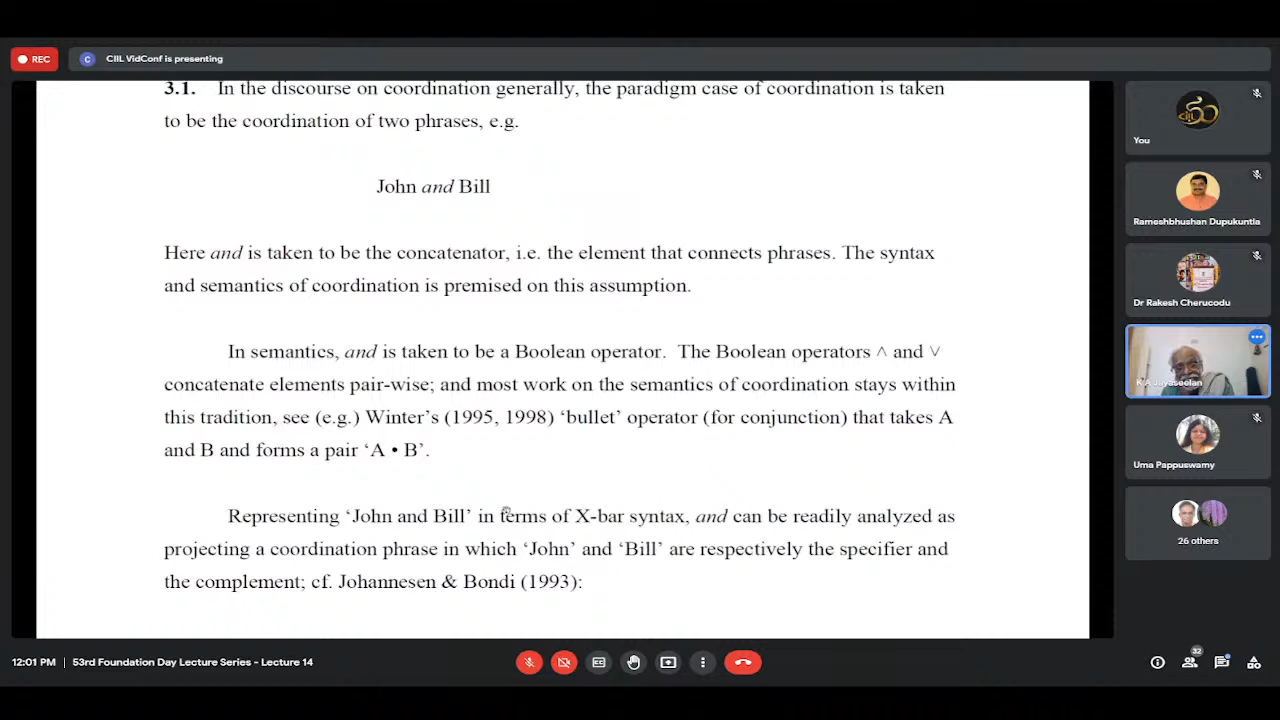 REC
C CIIL VidConf is presenting
3.1. In the discourse on coordination generally, the paradigm case of coordination is taken
to be the coordination of two phrases, e.g.
John and Bill
Here and is taken to be the concatenator, i.e. the element that connects phrases. The syntax
and semantics of coordination is premised on this assumption.
In semantics, and is taken to be a Boolean operator. The Boolean operators ˄ and ˅
concatenate elements pair-wise; and most work on the semantics of coordination stays within
this tradition, see (e.g.) Winter’s (1995, 1998) ‘bullet’ operator (for conjunction) that takes A
and B and forms a pair ‘A • B’.
Representing ‘John and Bill’ in terms of X-bar syntax, and can be readily analyzed as
projecting a coordination phrase in which ‘John’ and ‘Bill’ are respectively the specifier and
the complement; cf. Johannesen & Bondi (1993):
You
Rameshbhushan Dupukuntla
Dr Rakesh Cherucodu
K A Jayaseelan
Uma Pappuswamy
26 others
12:01 PM | 53rd Foundation Day Lecture Series - Lecture 14
32